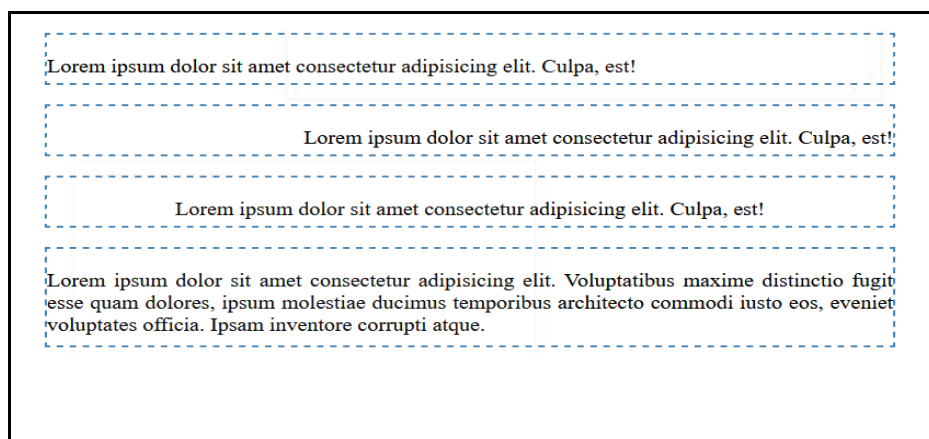 Lorem ipsum dolor sit amet consectetur adipisicing elit. Culpa, est!
Lorem ipsum dolor sit amet consectetur adipisicing elit. Culpa, est!
Lorem ipsum dolor sit amet consectetur adipisicing elit. Culpa, est!
Lorem ipsum dolor sit amet consectetur adipisicing elit. Voluptatibus maxime distinctio fugit
esse quam dolores, ipsum molestiae ducimus temporibus architecto commodi iusto eos, eveniet
voluptates officia. Ipsam inventore corrupti atque.